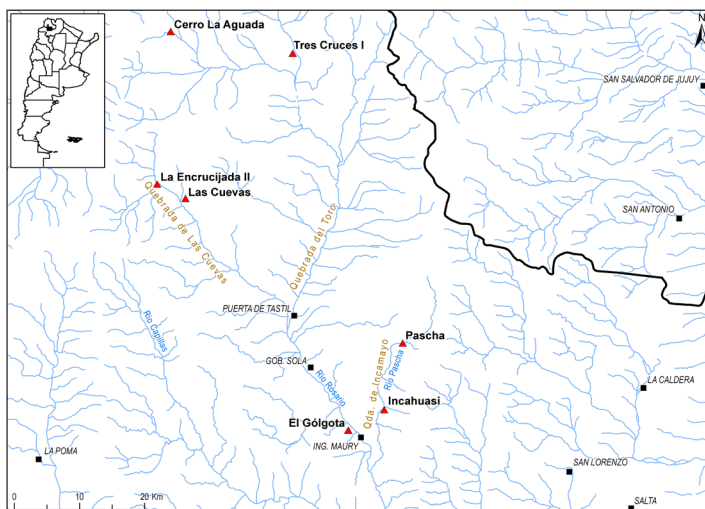 Cerro La Aguada
N
Tres Cruces I
SAN SALVADOR DE JUJUY
La Encrucijada II
Las Cuevas
SAN ANTONIO
Quebrada de Las Cuevas
Quebrada del Toro
PUERTA DE TASTIL
Río Capillas
Pascha
GOB. SOLA
Río Rosario
Qda. de Incamayo
Río Pascha
LA CALDERA
Incahuasi
El Gólgota
ING. MAURY
LA POMA
SAN LORENZO
0 10 20 Km
SALTA